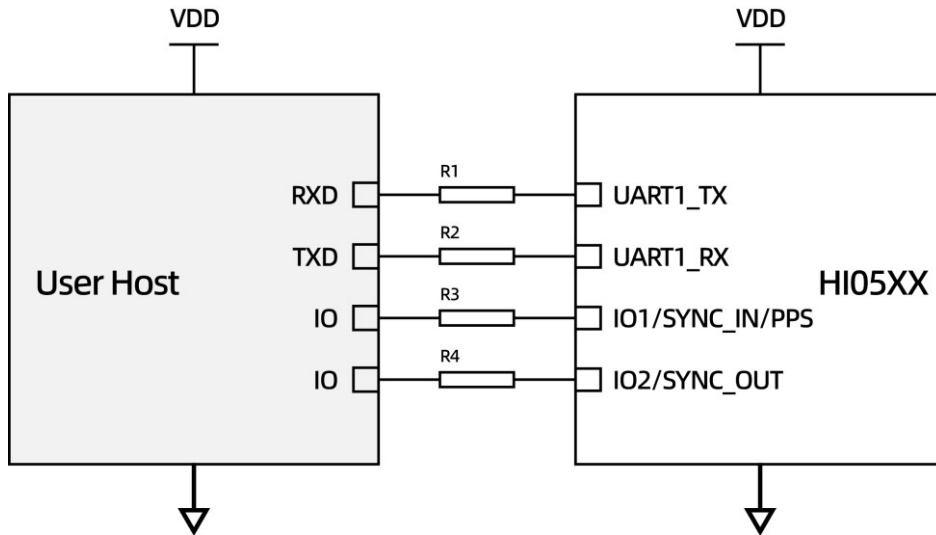 VDD VDD
R1
RXD UART1_TX
R2
TXD UART1_RX
User Host HI05XX
R3
IO IO1/SYNC_IN/PPS
R4
IO IO2/SYNC_OUT